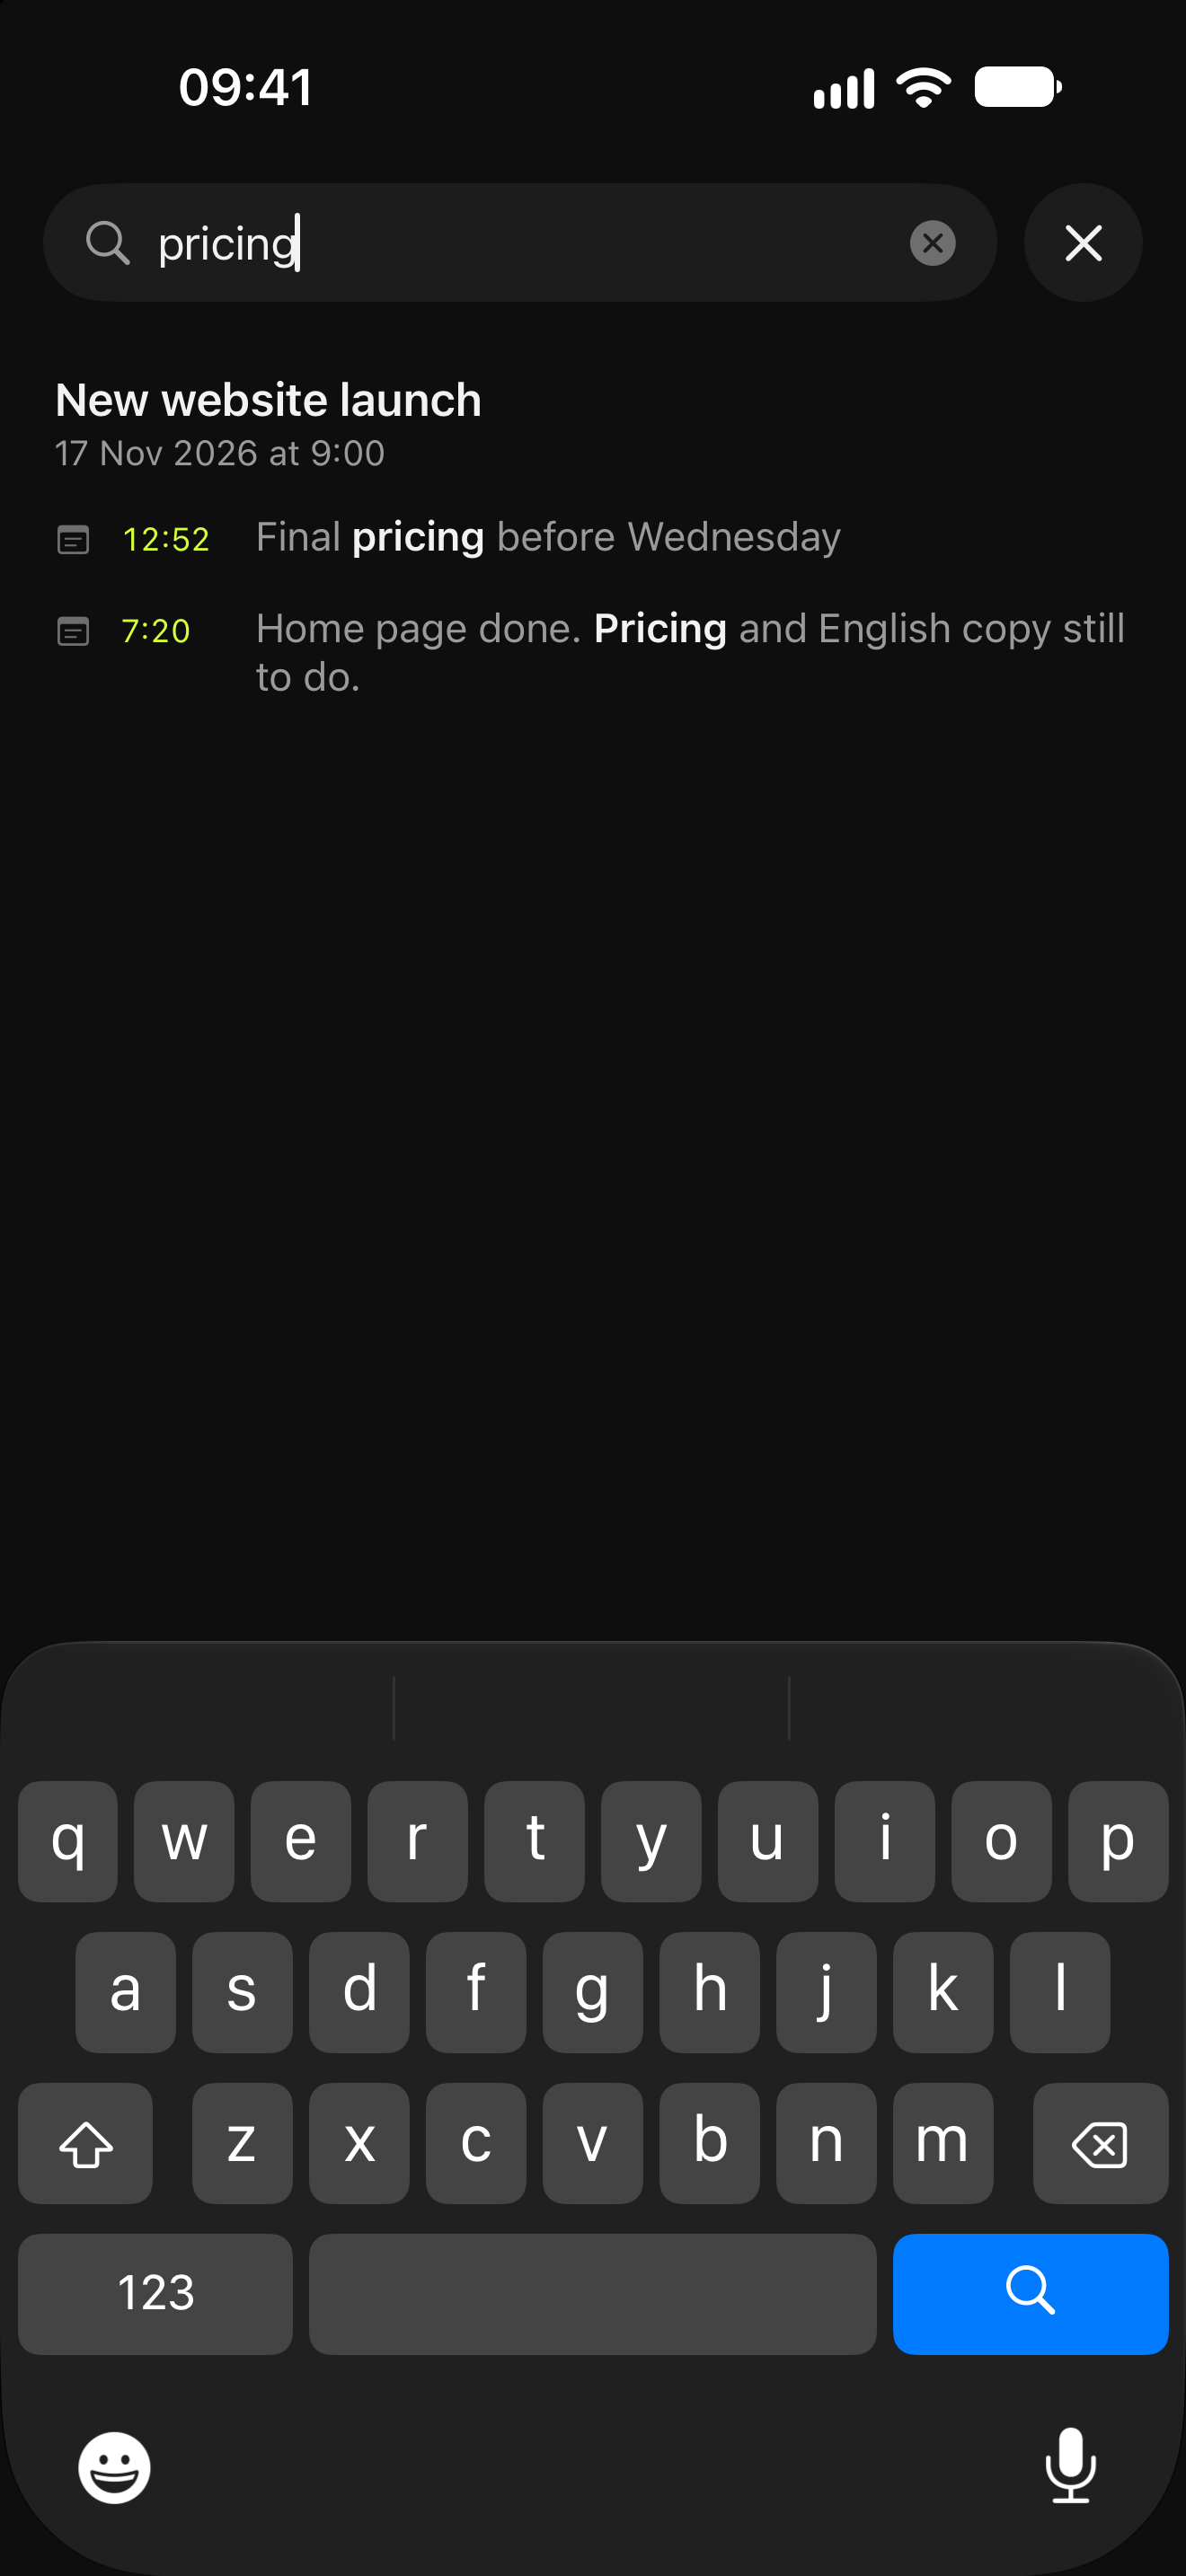 09:41
pricing
New website launch
17 Nov 2026 at 9:00
12:52 Final pricing before Wednesday
7:20 Home page done. Pricing and English copy still
to do.
q w e r t y u i o p
a s d f g h j k l
z x c v b n m
123